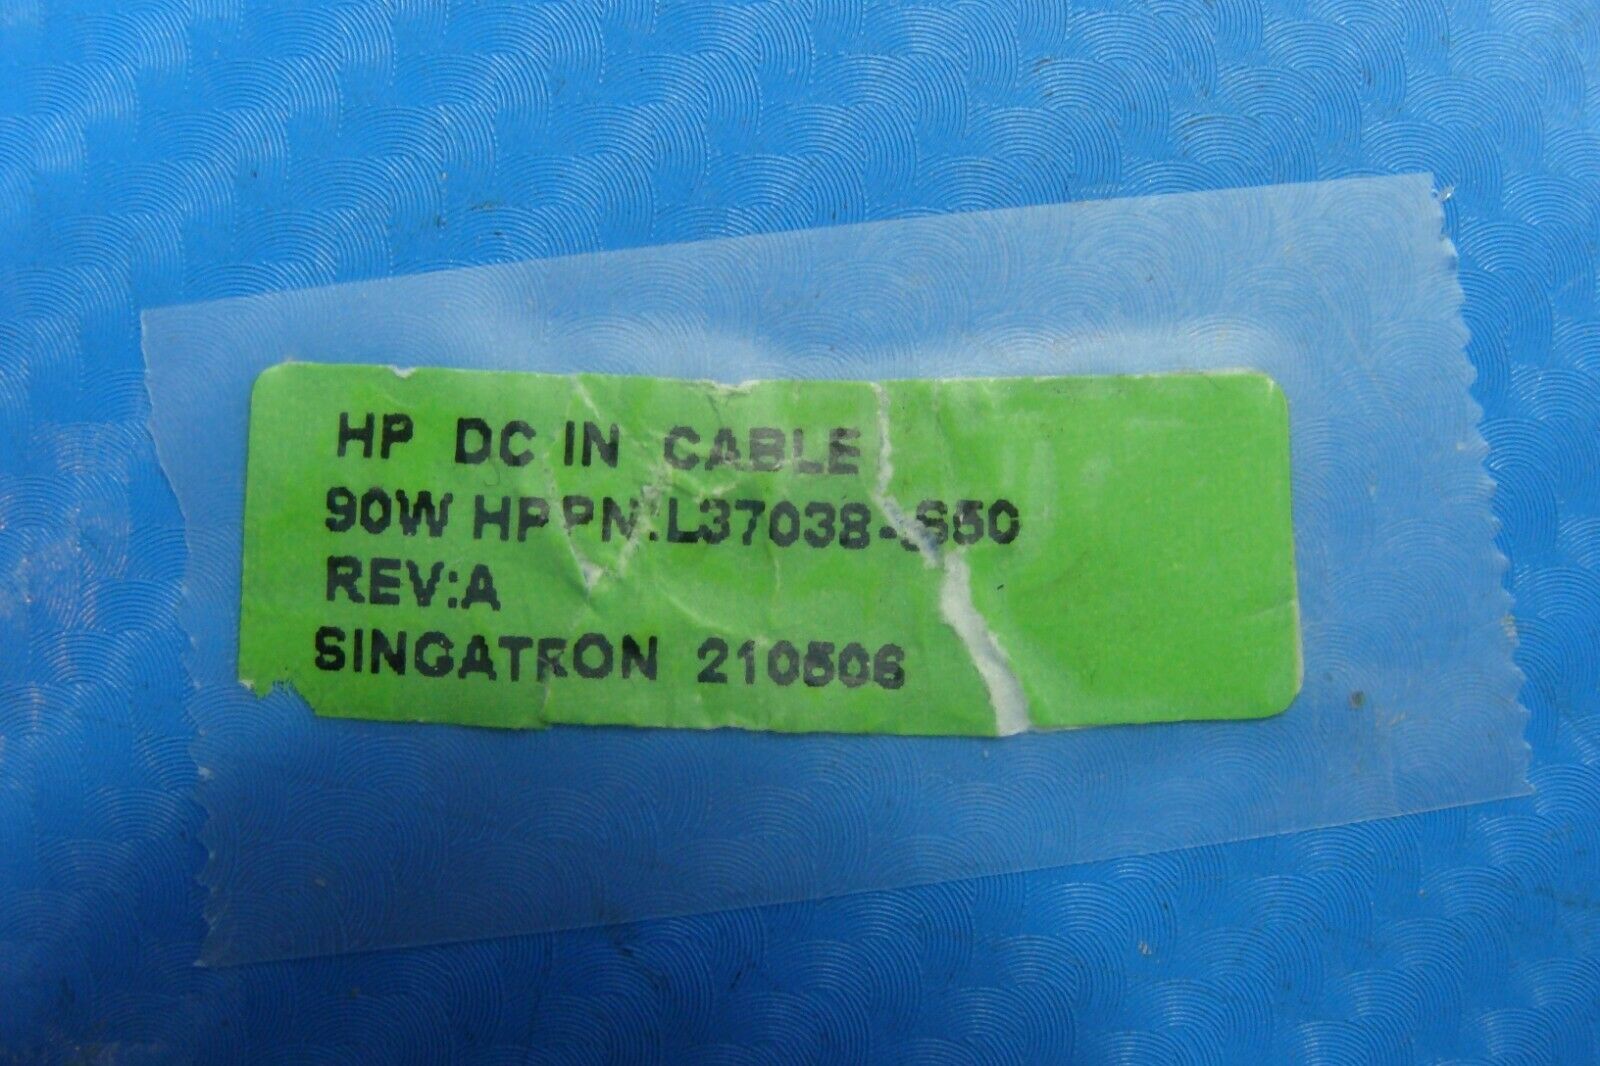 HP DC IN CABLE
90W HP PN:L37038-S50
REV:A
SINGATRON 210506